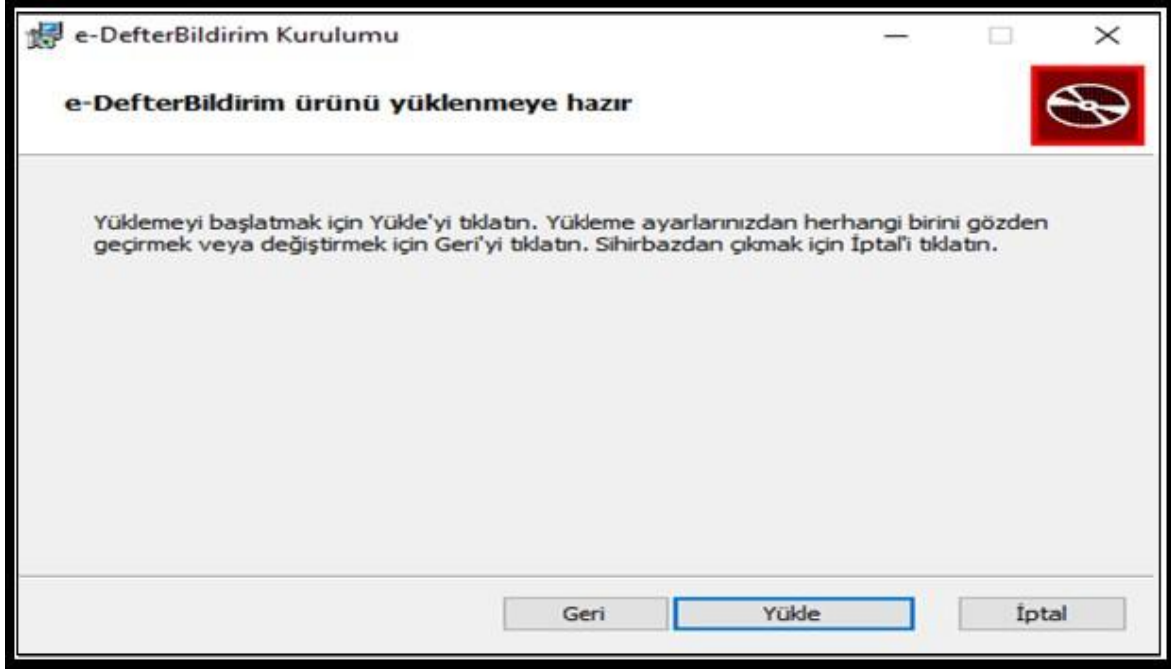 e-DefterBildirim Kurulumu
e-DefterBildirim ürünü yüklenmeye hazır
Yüklemeyi başlatmak için Yükle'yi tıklatın. Yükleme ayarlarınızdan herhangi birini gözden
geçirmek veya değiştirmek için Geri'yi tıklatın. Sihirbazdan çıkmak için İptal'i tıklatın.
Geri Yükle İptal